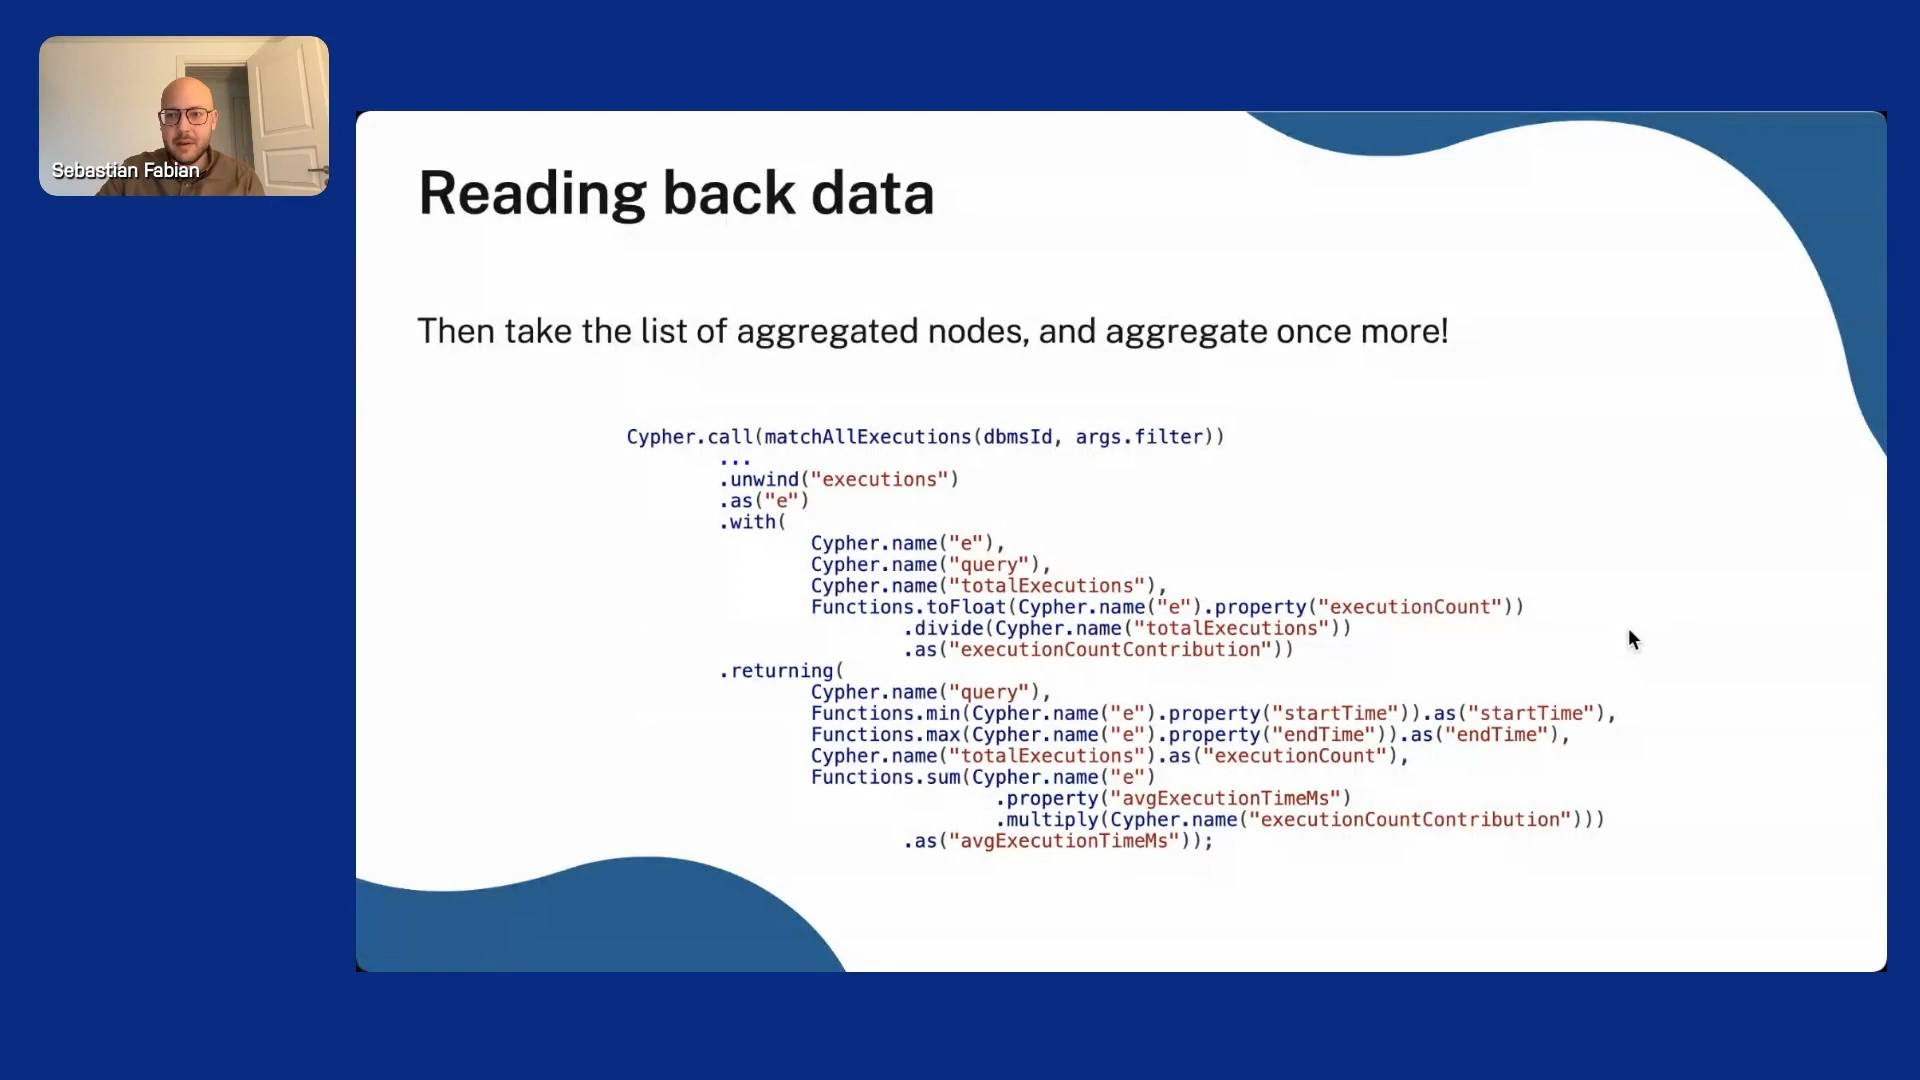 Sebastián Fabian
Reading back data
Then take the list of aggregated nodes, and aggregate once more!
Cypher.call(matchAllExecutions(dbmsId, args.filter))
...
.unwind("executions")
.as("e")
.with(
Cypher.name("e"),
Cypher.name("query"),
Cypher.name("totalExecutions"),
Functions.toFloat(Cypher.name("e").property("executionCount"))
.divide(Cypher.name("totalExecutions"))
.as("executionCountContribution"))
.returning(
Cypher.name("query"),
Functions.min(Cypher.name("e").property("startTime")).as("startTime"),
Functions.max(Cypher.name("e").property("endTime")).as("endTime"),
Cypher.name("totalExecutions").as("executionCount"),
Functions.sum(Cypher.name("e")
.property("avgExecutionTimeMs")
.multiply(Cypher.name("executionCountContribution")))
.as("avgExecutionTimeMs"));